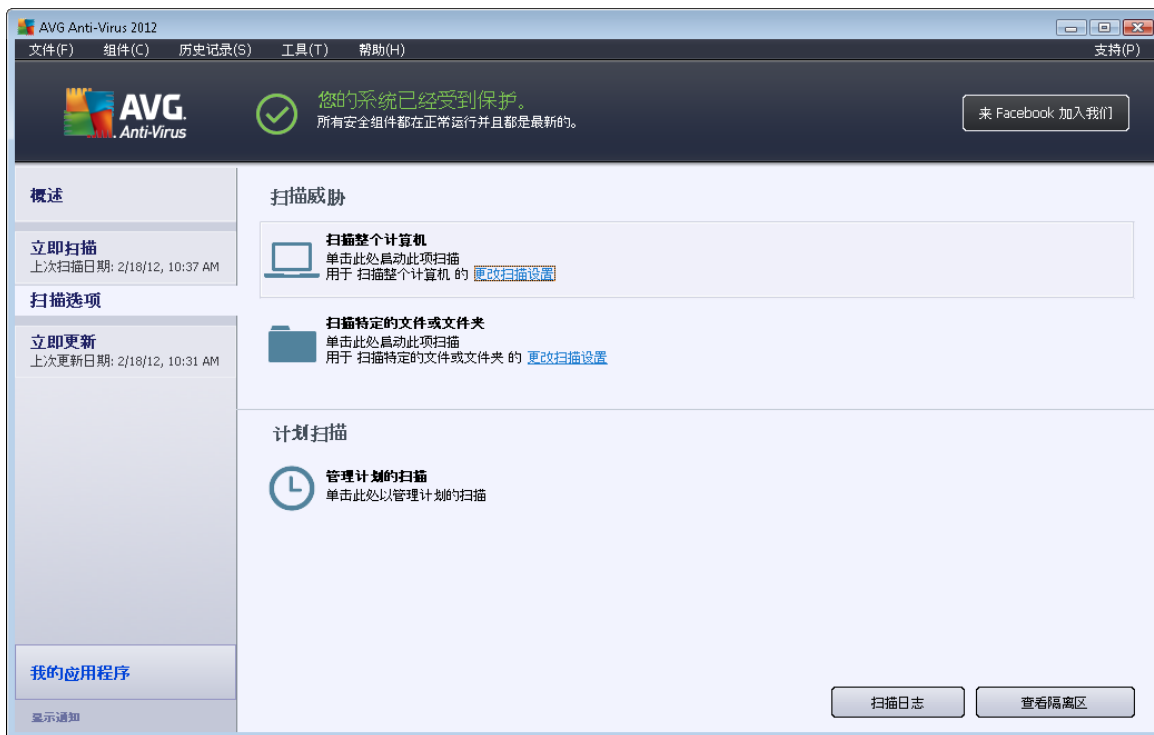 AVG Anti-Virus 2012
文件(F) 组件(C) 历史记录(S) 工具(T) 帮助(H) 支持(P)
AVG.
Anti-Virus
您的系统已经受到保护。
所有安全组件都在正常运行并且都是最新的。
来 Facebook 加入我们
概述
立即扫描
上次扫描日期: 2/18/12, 10:37 AM
扫描选项
立即更新
上次更新日期: 2/18/12, 10:31 AM
我的应用程序
显示通知
扫描威胁
扫描整个计算机
单击此处启动此项扫描
用于 扫描整个计算机 的 更改扫描设置
扫描特定的文件或文件夹
单击此处启动此项扫描
用于 扫描特定的文件或文件夹 的 更改扫描设置
计划扫描
管理计划的扫描
单击此处以管理计划的扫描
扫描日志
查看隔离区